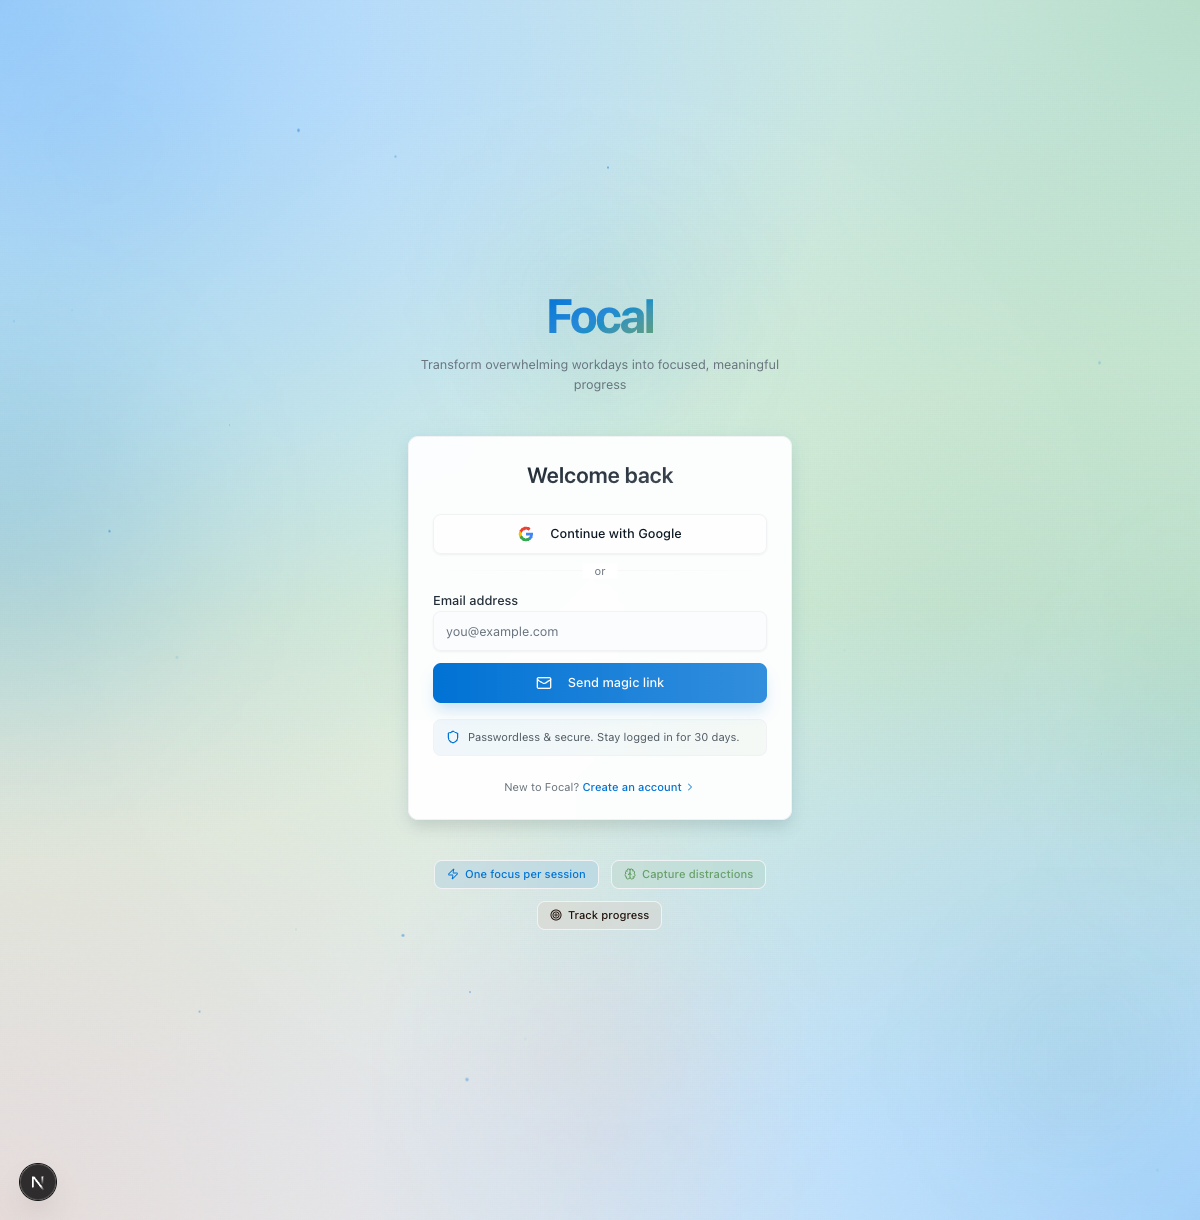 Focal
Transform overwhelming workdays into focused, meaningful
progress
Welcome back
Continue with Google
or
Email address
you@example.com
Send magic link
Passwordless & secure. Stay logged in for 30 days.
New to Focal? Create an account
One focus per session
Capture distractions
Track progress
N